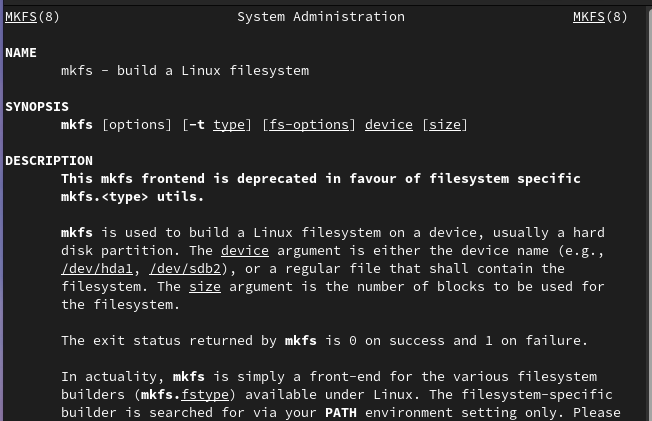 MKFS(8) System Administration MKFS(8)
NAME
mkfs - build a Linux filesystem
SYNOPSIS
mkfs [options] [-t type] [fs-options] device [size]
DESCRIPTION
This mkfs frontend is deprecated in favour of filesystem specific
mkfs.<type> utils.
mkfs is used to build a Linux filesystem on a device, usually a hard
disk partition. The device argument is either the device name (e.g.,
/dev/hda1, /dev/sdb2), or a regular file that shall contain the
filesystem. The size argument is the number of blocks to be used for
the filesystem.
The exit status returned by mkfs is 0 on success and 1 on failure.
In actuality, mkfs is simply a front-end for the various filesystem
builders (mkfs.fstype) available under Linux. The filesystem-specific
builder is searched for via your PATH environment setting only. Please